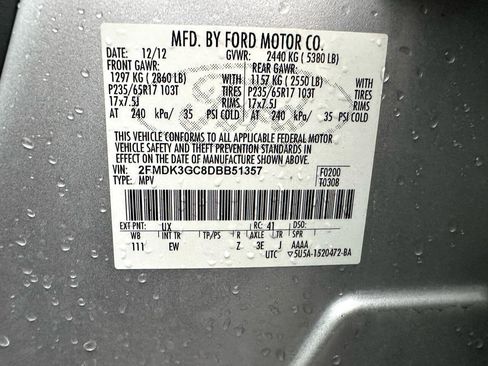 MFD. BY FORD MOTOR CO.
DATE: 12/12 GVWR: 2440 KG ( 5380 LB)
FRONT GAWR: REAR GAWR:
1297 KG ( 2860 LB) 1157 KG ( 2550 LB)
P235/65R17 103T TIRES P235/65R17 103T TIRES
17x7.5J RIMS 17x7.5J RIMS
AT 240 kPa/ 35 PSI COLD AT 240 kPa/ 35 PSI COLD
THIS VEHICLE CONFORMS TO ALL APPLICABLE FEDERAL MOTOR
VEHICLE SAFETY AND THEFT PREVENTION STANDARDS IN
EFFECT ON THE DATE OF MANUFACTURE SHOWN ABOVE.
VIN: 2FMDK3GC8DBB51357 F0200
TYPE: MPV T0308
EXT PNT: UX RC: 41 DSO:
WB INT TR TP/PS R AXLE TR SPR
111 EW Z 3E J AAAA
UTC ▽5U5A-1520472-BA